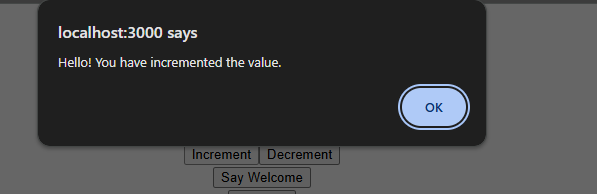 localhost:3000 says
Hello! You have incremented the value.
OK
Increment Decrement
Say Welcome